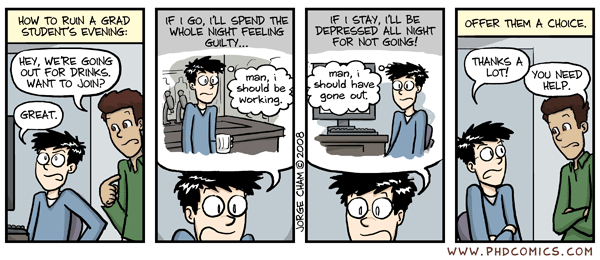 HOW TO RUIN A GRAD
STUDENT'S EVENING:
HEY, WE'RE GOING
OUT FOR DRINKS.
WANT TO JOIN?
GREAT.
IF I GO, I'LL SPEND THE
WHOLE NIGHT FEELING
GUILTY...
man, i
should be
working.
JORGE CHAM © 2008
IF I STAY, I'LL BE
DEPRESSED ALL NIGHT
FOR NOT GOING!
man, i
should have
gone out.
OFFER THEM A CHOICE.
THANKS
A LOT!
YOU NEED
HELP.
WWW.PHDCOMICS.COM